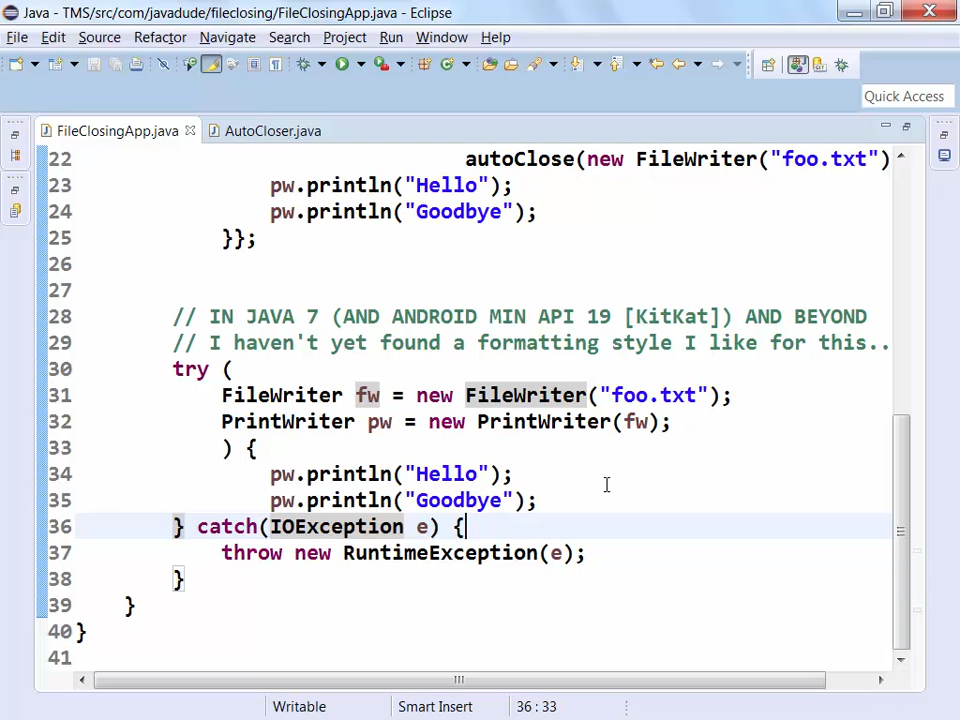 Java - TMS/src/com/javadude/fileclosing/FileClosingApp.java - Eclipse
File Edit Source Refactor Navigate Search Project Run Window Help
Quick Access
FileClosingApp.java AutoCloser.java
22 autoClose(new FileWriter("foo.txt")
23 pw.println("Hello");
24 pw.println("Goodbye");
25 }};
26
27
28 // IN JAVA 7 (AND ANDROID MIN API 19 [KitKat]) AND BEYOND
29 // I haven't yet found a formatting style I like for this..
30 try (
31 FileWriter fw = new FileWriter("foo.txt");
32 PrintWriter pw = new PrintWriter(fw);
33 ) {
34 pw.println("Hello");
35 pw.println("Goodbye");
36 } catch(IOException e) {
37 throw new RuntimeException(e);
38 }
39 }
40 }
41
Writable Smart Insert 36 : 33